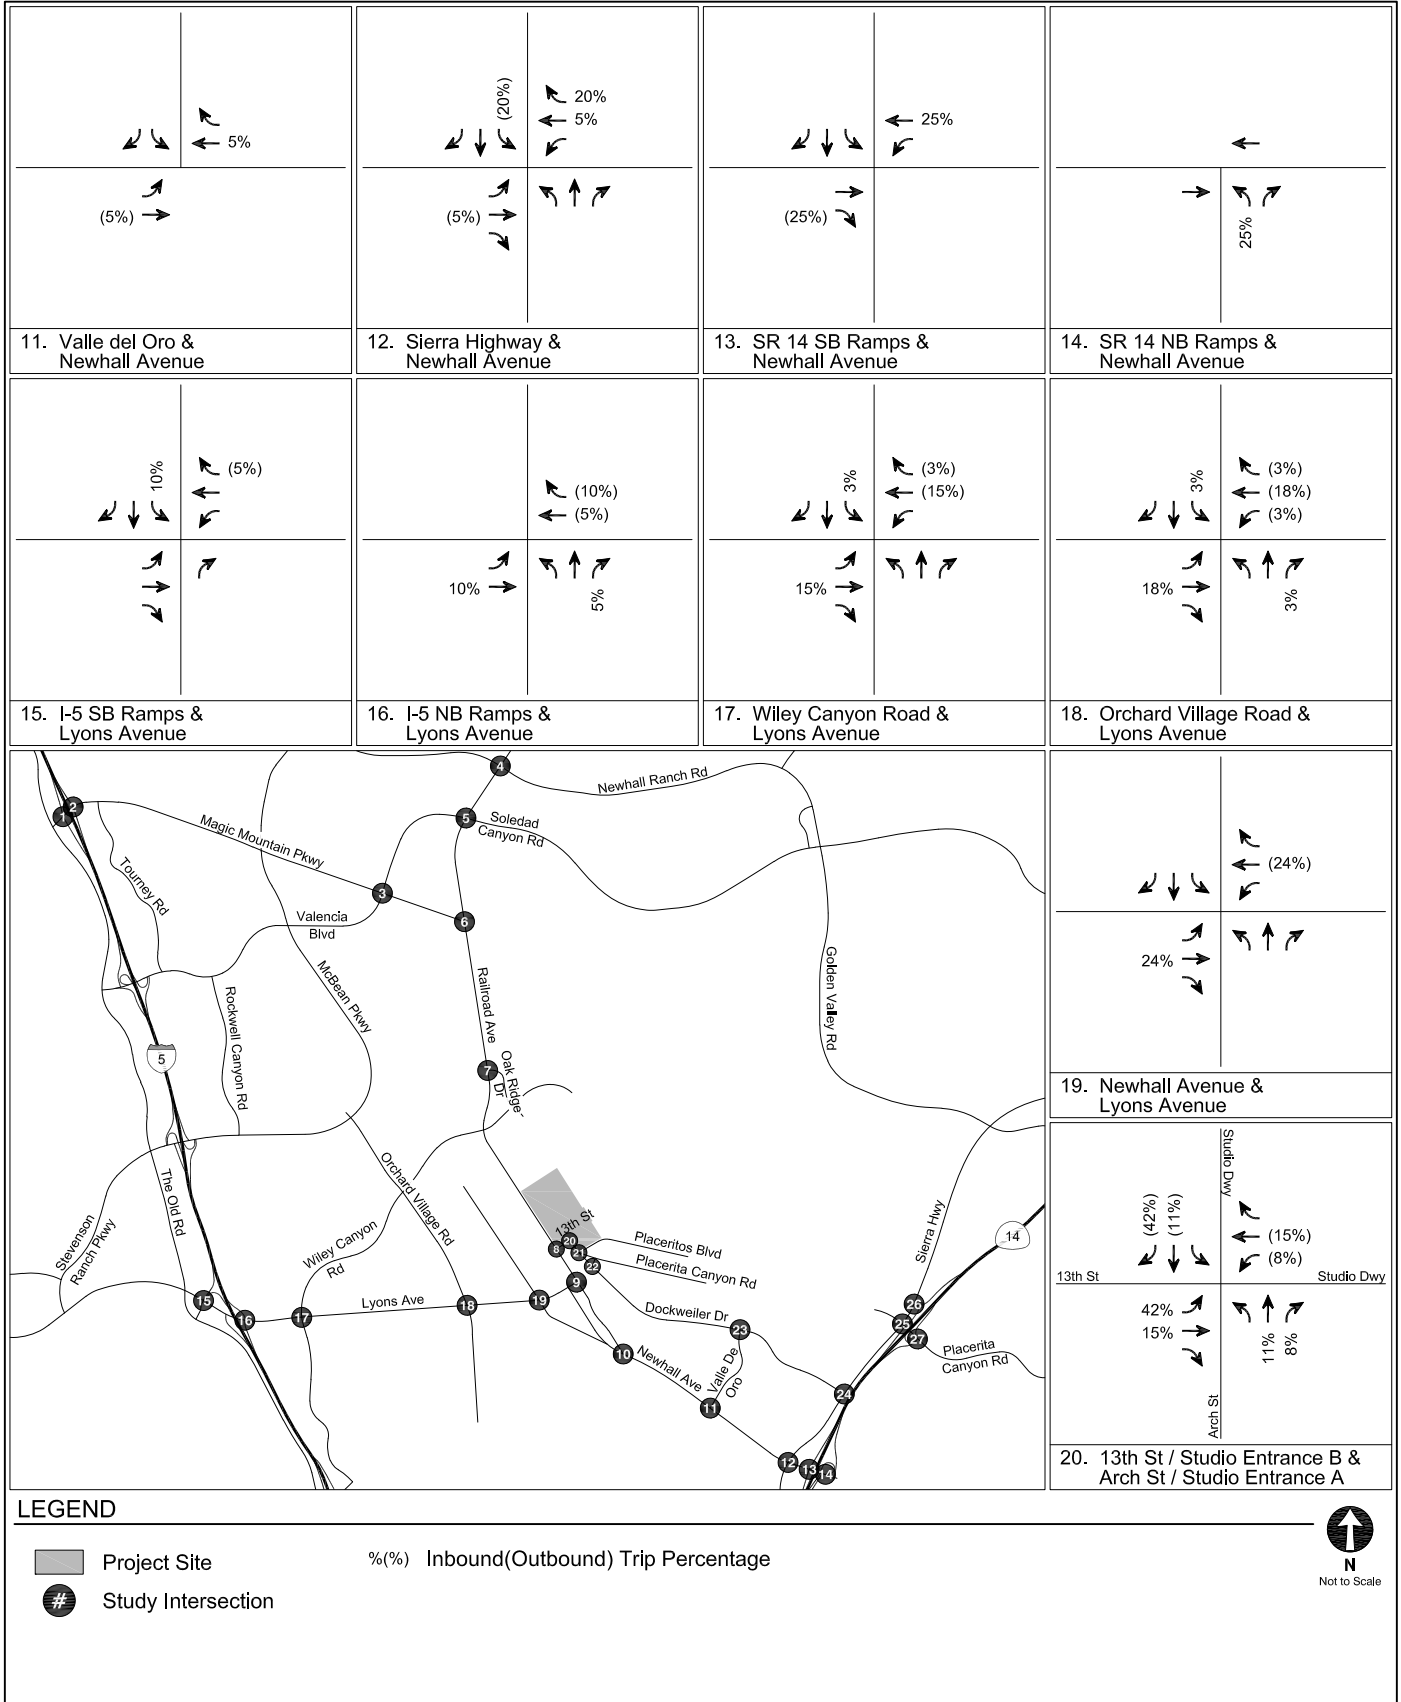 5%
(5%)
11. Valle del Oro &
Newhall Avenue
(20%)
20%
5%
(5%)
12. Sierra Highway &
Newhall Avenue
25%
(25%)
13. SR 14 SB Ramps &
Newhall Avenue
25%
14. SR 14 NB Ramps &
Newhall Avenue
10%
(5%)
15. I-5 SB Ramps &
Lyons Avenue
(10%)
(5%)
10%
5%
16. I-5 NB Ramps &
Lyons Avenue
3%
(3%)
(15%)
15%
17. Wiley Canyon Road &
Lyons Avenue
3%
(3%)
(18%)
(3%)
18%
3%
18. Orchard Village Road &
Lyons Avenue
1
2
Magic Mountain Pkwy
Tourney Rd
Valencia
Blvd
3
4
5
6
Newhall Ranch Rd
Soledad
Canyon Rd
McBean Pkwy
Rockwell Canyon Rd
Railroad Ave
Golden Valley Rd
5
7
Oak Ridge
Dr
The Old Rd
Stevenson
Ranch Pkwy
Orchard Village Rd
Wiley Canyon
Rd
13th St
8
20
21
22
9
Placeritos Blvd
Placerita Canyon Rd
Sierra Hwy
14
15
16
17
Lyons Ave
18
19
Dockweiler Dr
23
10
Newhall Ave
Valle De
Oro
11
26
25
27
Placerita
Canyon Rd
24
12
13
14
(24%)
24%
19. Newhall Avenue &
Lyons Avenue
Studio Dwy
(42%)
(11%)
(15%)
(8%)
13th St
Studio Dwy
42%
15%
11%
8%
Arch St
20. 13th St / Studio Entrance B &
Arch St / Studio Entrance A
LEGEND
Project Site
%(%) Inbound(Outbound) Trip Percentage
# Study Intersection
N
Not to Scale